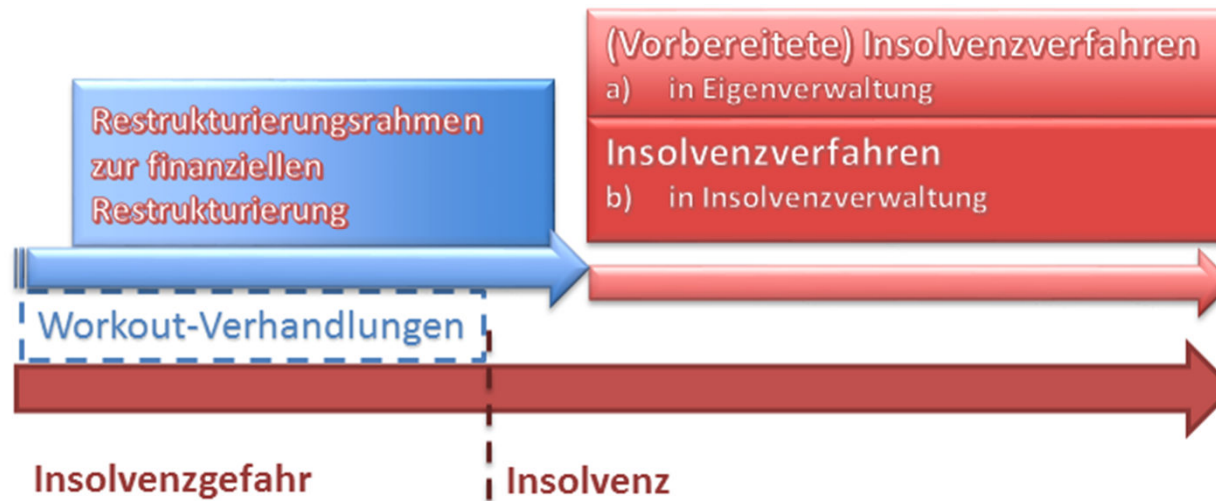 (Vorbereitete) Insolvenzverfahren
a) in Eigenverwaltung
Restrukturierungsrahmen
zur finanziellen
Restrukturierung
Insolvenzverfahren
b) in Insolvenzverwaltung
Workout-Verhandlungen
Insolvenzgefahr
Insolvenz